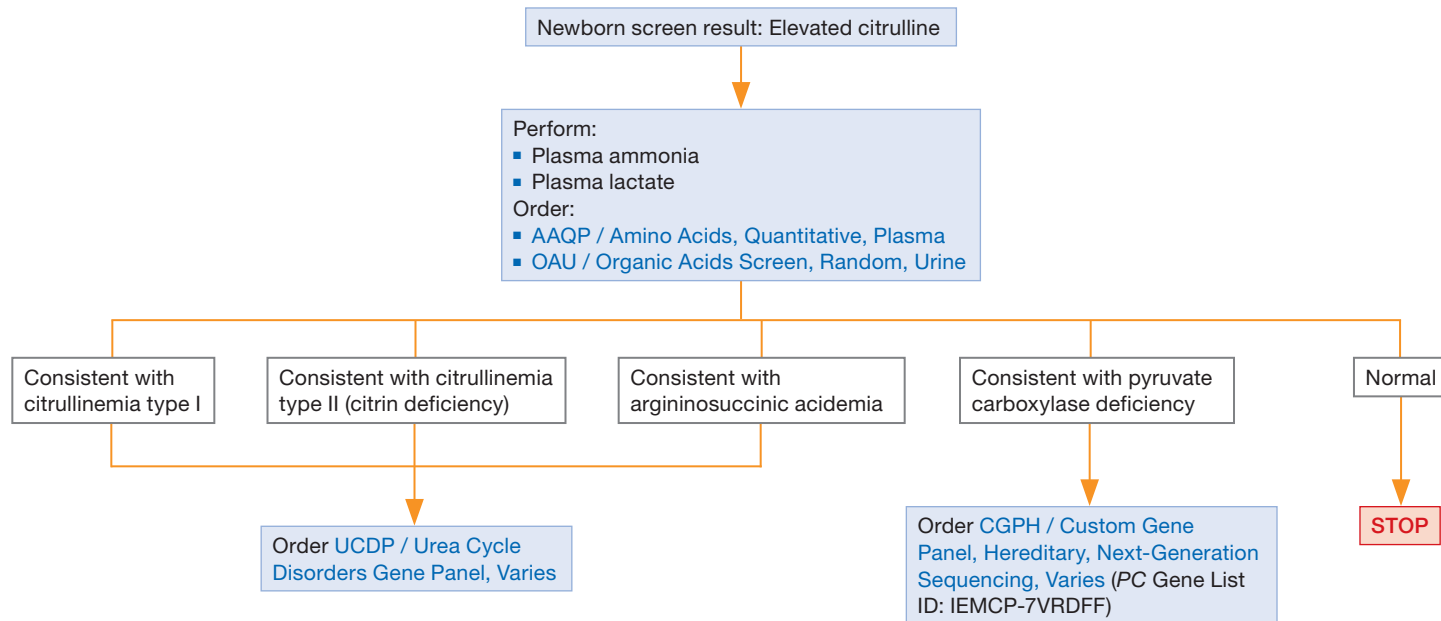 Newborn screen result: Elevated citrulline
Perform:
▪ Plasma ammonia
▪ Plasma lactate
Order:
▪ AAQP / Amino Acids, Quantitative, Plasma
▪ OAU / Organic Acids Screen, Random, Urine
Consistent with
citrullinemia type I
Consistent with citrullinemia
type II (citrin deficiency)
Consistent with
argininosuccinic acidemia
Consistent with pyruvate
carboxylase deficiency
Normal
Order UCDP / Urea Cycle
Disorders Gene Panel, Varies
Order CGPH / Custom Gene
Panel, Hereditary, Next-Generation
Sequencing, Varies (PC Gene List
ID: IEMCP-7VRDFF)
STOP